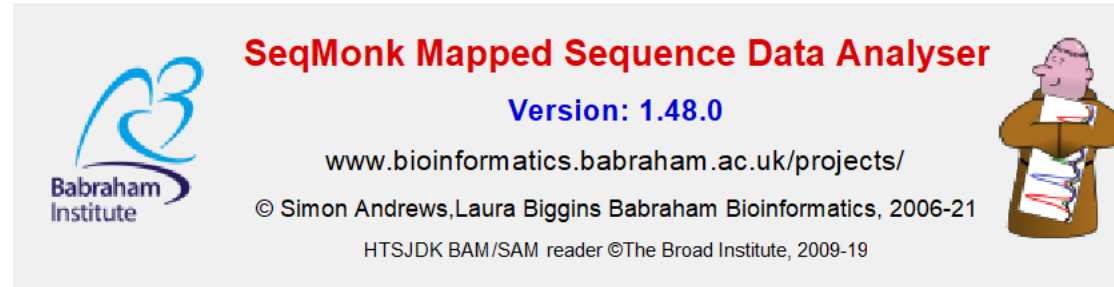 SeqMonk Mapped Sequence Data Analyser
Version: 1.48.0
www.bioinformatics.babraham.ac.uk/projects/
© Simon Andrews,Laura Biggins Babraham Bioinformatics, 2006-21
HTSJDK BAM/SAM reader ©The Broad Institute, 2009-19
Babraham
Institute